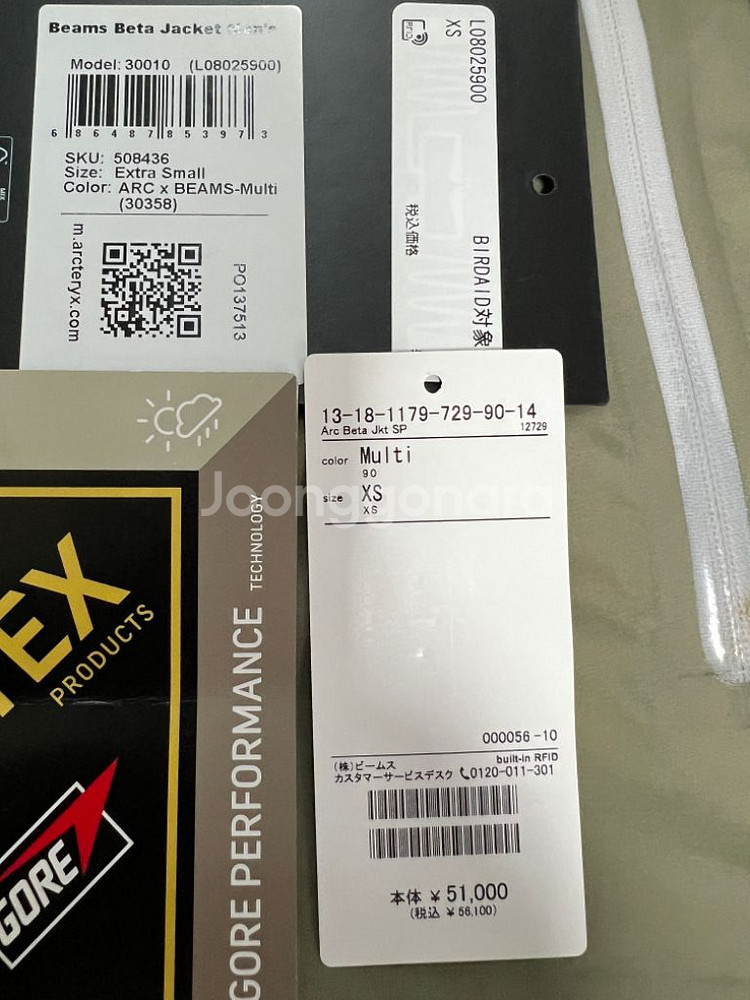 Beams Beta Jacket Men's
Model: 30010 (L08025900)
6 86487 85397 3
SKU: 508436
Size: Extra Small
Color: ARC x BEAMS-Multi
(30358)
m.arcteryx.com
PO137513
L08025900
XS
税込価格
BIRDAID対象
MIX
13-18-1179-729-90-14
Arc Beta Jkt SP 12729
color Multi
90
size XS
XS
Joonggonara
000056-10
built-in RFID
(株)ビームス
カスタマーサービスデスク 0120-011-301
本体 ¥51,000
(税込 ¥56,100)
TEX
PRODUCTS
GORE
GORE PERFORMANCE TECHNOLOGY